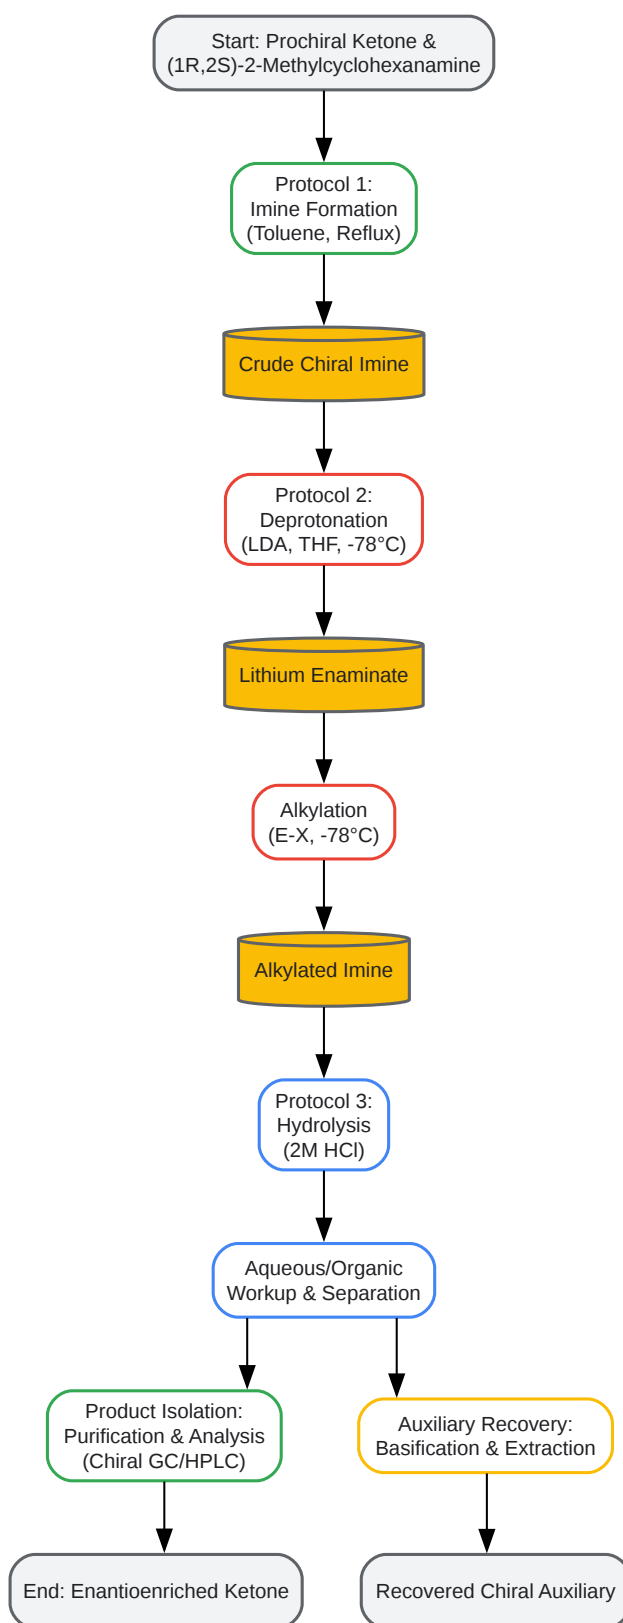 Start: Prochiral Ketone &
(1R,2S)-2-Methylcyclohexanamine
Protocol 1:
Imine Formation
(Toluene, Reflux)
Crude Chiral Imine
Protocol 2:
Deprotonation
(LDA, THF, -78°C)
Lithium Enaminate
Alkylation
(E-X, -78°C)
Alkylated Imine
Protocol 3:
Hydrolysis
(2M HCl)
Aqueous/Organic
Workup & Separation
Product Isolation:
Purification & Analysis
(Chiral GC/HPLC)
Auxiliary Recovery:
Basification & Extraction
End: Enantioenriched Ketone
Recovered Chiral Auxiliary